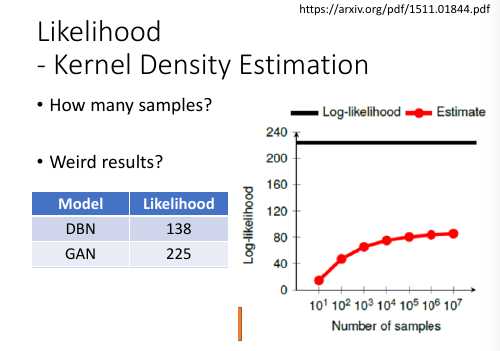 https://arxiv.org/pdf/1511.01844.pdf
Likelihood
- Kernel Density Estimation
• How many samples?
• Weird results?
Model Likelihood
DBN 138
GAN 225
Log-likelihood Estimate
240
200
160
120
80
40
0
Log-likelihood
10¹ 10² 10³ 10⁴ 10⁵ 10⁶ 10⁷
Number of samples